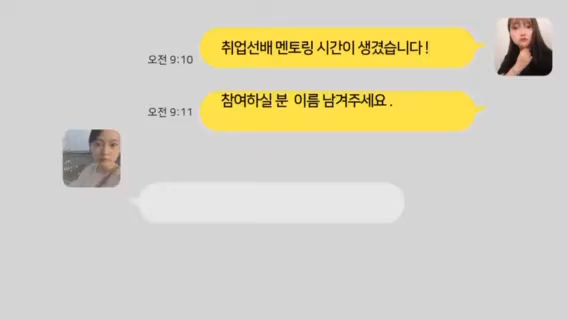 취업선배 멘토링 시간이 생겼습니다 !
오전 9:10
참여하실 분 이름 남겨주세요 .
오전 9:11